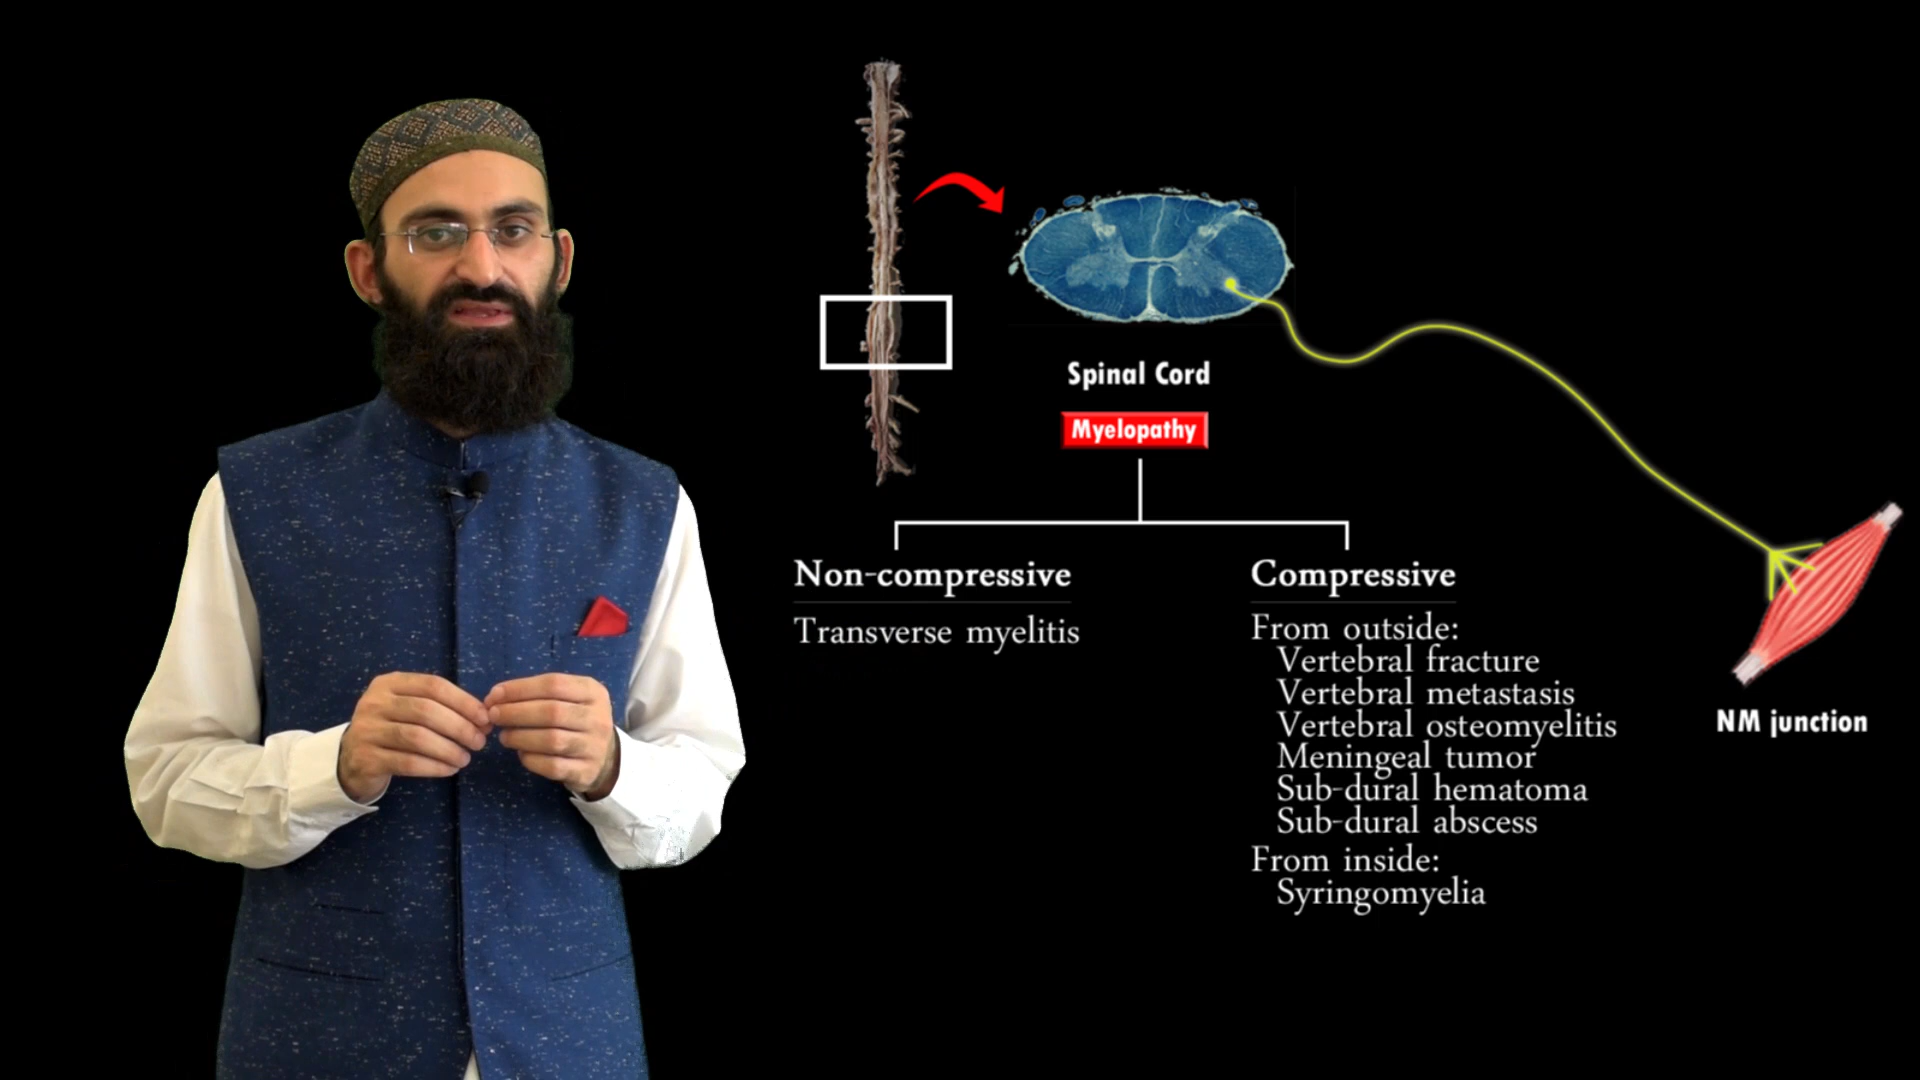 Spinal Cord
Myelopathy
Non-compressive
Transverse myelitis
Compressive
From outside:
Vertebral fracture
Vertebral metastasis
Vertebral osteomyelitis
Meningeal tumor
Sub-dural hematoma
Sub-dural abscess
From inside:
Syringomyelia
NM junction